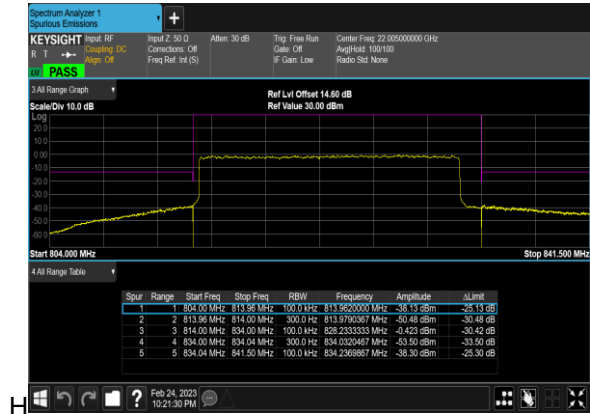 Spectrum Analyzer 1
Spurious Emissions
KEYSIGHT Input: RF Input Z: 50 Ω Atten: 30 dB Trig: Free Run Center Freq: 22.005000000 GHz
R T Coupling: DC Corrections: Off Gate: Off Avg|Hold: 100/100
Align: Off Freq Ref: Int (S) IF Gain: Low Radio Std: None
PASS
3 All Range Graph
Ref Lvl Offset 14.60 dB
Scale/Div 10.0 dB Ref Value 30.00 dBm
Log
20.0
10.0
0.00
-10.0
-20.0
-30.0
-40.0
-50.0
-60.0
Start 804.000 MHz Stop 841.500 MHz
4 All Range Table
Spur Range Start Freq Stop Freq RBW Frequency Amplitude ΔLimit
1 1 804.00 MHz 813.96 MHz 100.0 kHz 813.9620000 MHz -38.13 dBm -25.13 dB
2 2 813.96 MHz 814.00 MHz 300.0 Hz 813.9790367 MHz -50.48 dBm -30.48 dB
3 3 814.00 MHz 834.00 MHz 100.0 kHz 828.2333333 MHz -0.423 dBm -30.42 dB
4 4 834.00 MHz 834.04 MHz 300.0 Hz 834.0320467 MHz -53.50 dBm -33.50 dB
5 5 834.04 MHz 841.50 MHz 100.0 kHz 834.2369867 MHz -38.30 dBm -25.30 dB
H
? Feb 24, 2023
10:21:30 PM